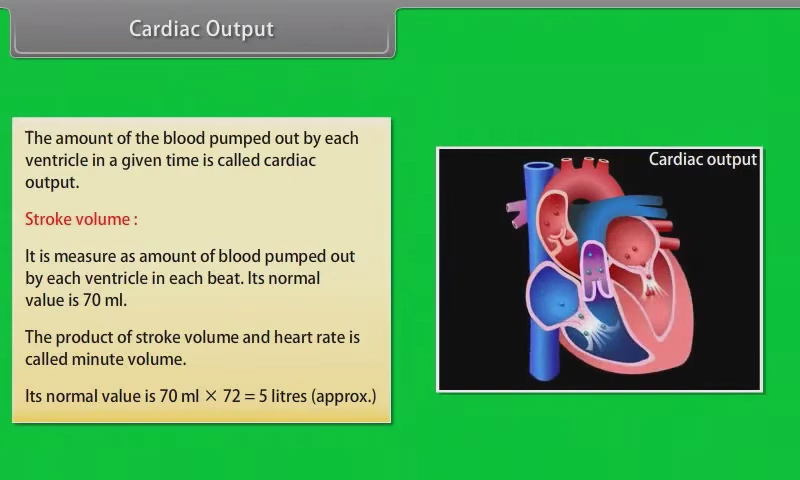 Cardiac Output
The amount of the blood pumped out by each
ventricle in a given time is called cardiac
output.
Stroke volume :
It is measure as amount of blood pumped out
by each ventricle in each beat. Its normal
value is 70 ml.
The product of stroke volume and heart rate is
called minute volume.
Its normal value is 70 ml × 72 = 5 litres (approx.)
Cardiac output